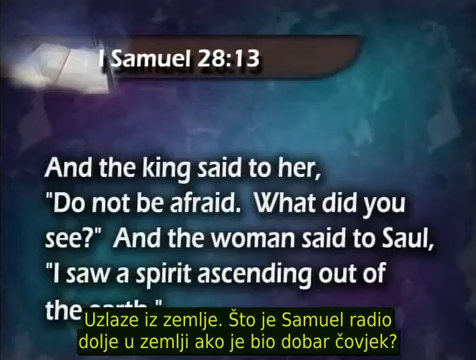 I Samuel 28:13
And the king said to her,
"Do not be afraid. What did you
see?" And the woman said to Saul,
"I saw a spirit ascending out of
the earth."
Uzlaze iz zemlje. Što je Samuel radio
dolje u zemlji ako je bio dobar čovjek?